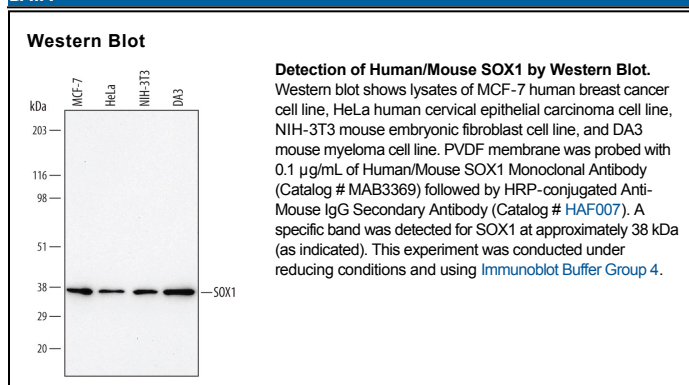 Western Blot
MCF-7
HeLa
NIH-3T3
DA3
kDa
203
116
98
51
38
29
20
SOX1
Detection of Human/Mouse SOX1 by Western Blot.
Western blot shows lysates of MCF-7 human breast cancer
cell line, HeLa human cervical epithelial carcinoma cell line,
NIH-3T3 mouse embryonic fibroblast cell line, and DA3
mouse myeloma cell line. PVDF membrane was probed with
0.1 µg/mL of Human/Mouse SOX1 Monoclonal Antibody
(Catalog # MAB3369) followed by HRP-conjugated Anti-
Mouse IgG Secondary Antibody (Catalog # HAF007). A
specific band was detected for SOX1 at approximately 38 kDa
(as indicated). This experiment was conducted under
reducing conditions and using Immunoblot Buffer Group 4.